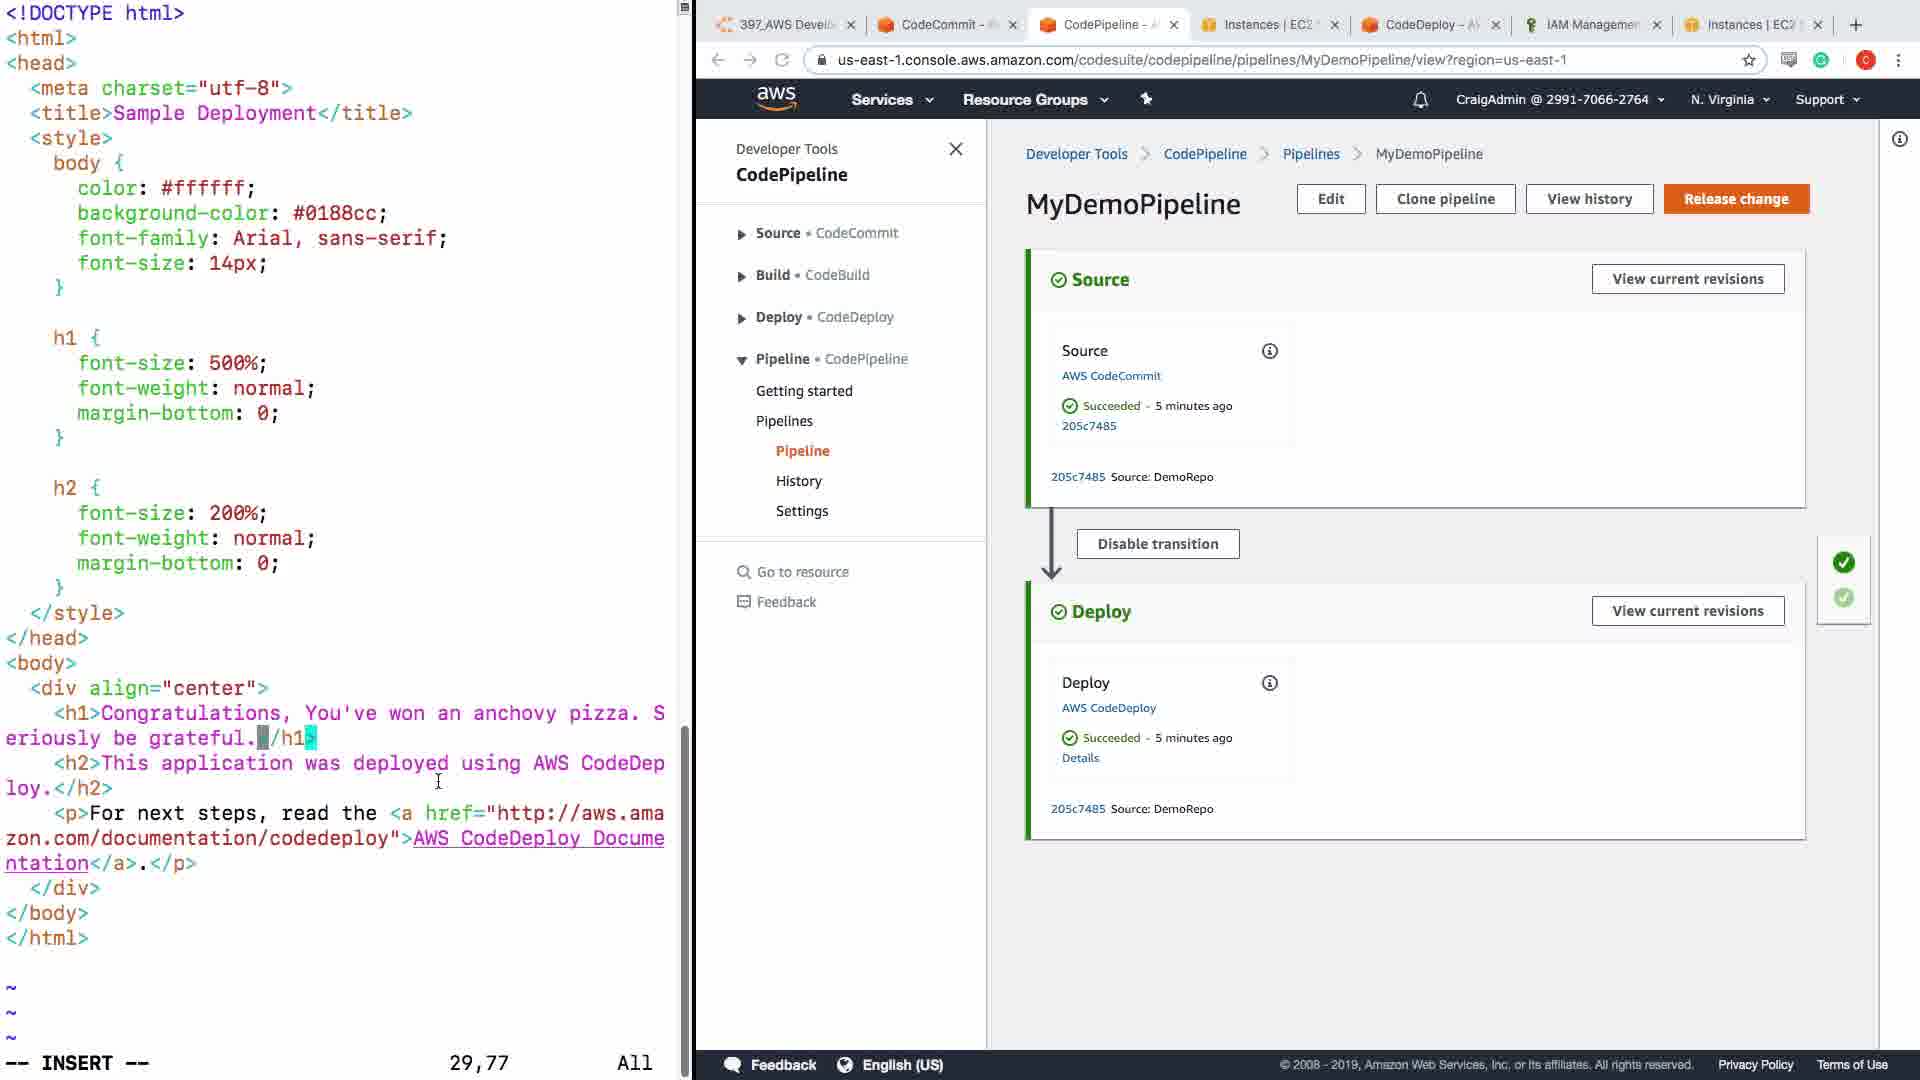 <!DOCTYPE html>
<html>
<head>
<meta charset="utf-8">
<title>Sample Deployment</title>
<style>
body {
color: #ffffff;
background-color: #0188cc;
font-family: Arial, sans-serif;
font-size: 14px;
}
h1 {
font-size: 500%;
font-weight: normal;
margin-bottom: 0;
}
h2 {
font-size: 200%;
font-weight: normal;
margin-bottom: 0;
}
</style>
</head>
<body>
<div align="center">
<h1>Congratulations, You've won an anchovy pizza. S
eriously be grateful.</h1>
<h2>This application was deployed using AWS CodeDep
loy.</h2>
<p>For next steps, read the <a href="http://aws.ama
zon.com/documentation/codedeploy">AWS CodeDeploy Docume
ntation</a>.</p>
</div>
</body>
</html>
~
~
~
-- INSERT -- 29,77 All
397_AWS Devel CodeCommit - CodePipeline - A Instances | EC2 CodeDeploy - A IAM Managemen Instances | EC2
us-east-1.console.aws.amazon.com/codesuite/codepipeline/pipelines/MyDemoPipeline/view?region=us-east-1 C
aws Services Resource Groups CraigAdmin @ 2991-7066-2764 N. Virginia Support
Developer Tools
CodePipeline
Source • CodeCommit
Build • CodeBuild
Deploy • CodeDeploy
Pipeline • CodePipeline
Getting started
Pipelines
Pipeline
History
Settings
Go to resource
Feedback
Developer Tools > CodePipeline > Pipelines > MyDemoPipeline
MyDemoPipeline Edit Clone pipeline View history Release change
Source View current revisions
Source
AWS CodeCommit
Succeeded - 5 minutes ago
205c7485
205c7485 Source: DemoRepo
Disable transition
Deploy View current revisions
Deploy
AWS CodeDeploy
Succeeded - 5 minutes ago
Details
205c7485 Source: DemoRepo
Feedback English (US) © 2008 - 2019, Amazon Web Services, Inc. or its affiliates. All rights reserved. Privacy Policy Terms of Use